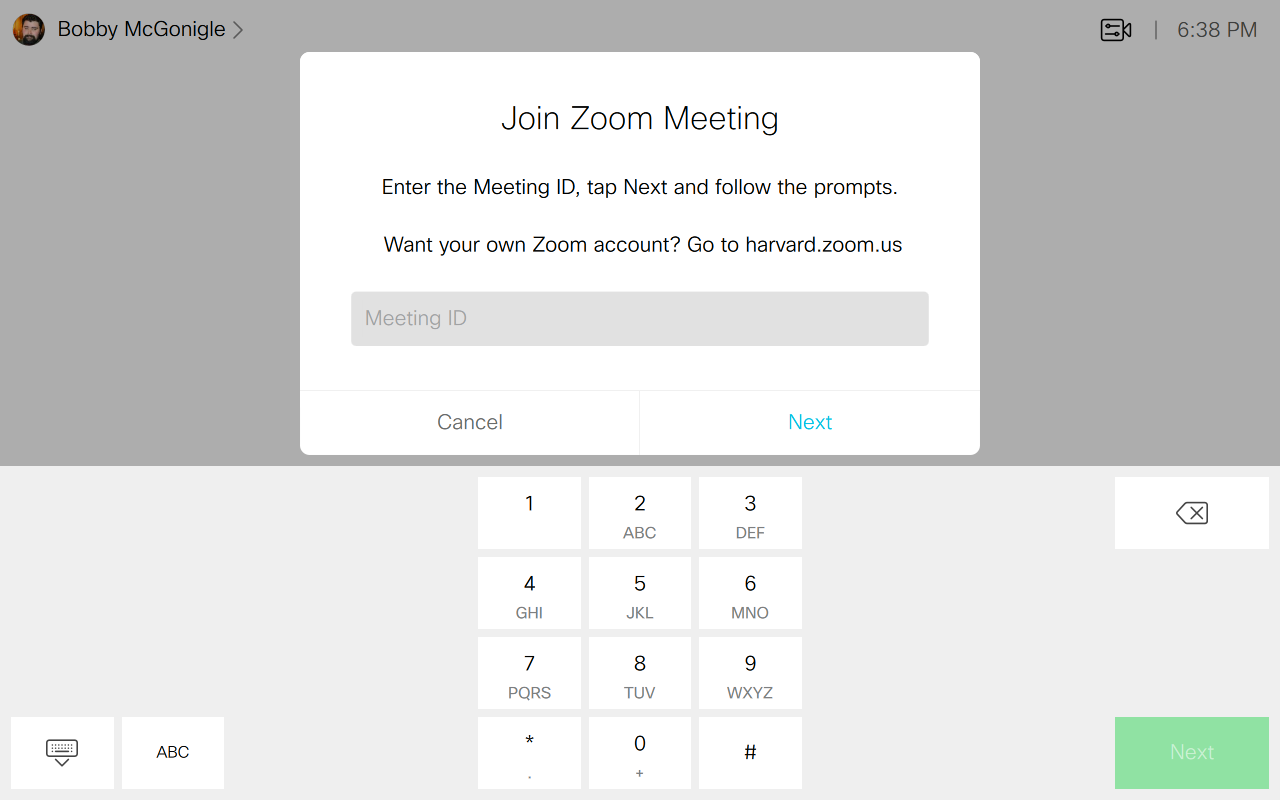 Bobby McGonigle
6:38 PM
Join Zoom Meeting
Enter the Meeting ID, tap Next and follow the prompts.
Want your own Zoom account? Go to harvard.zoom.us
Meeting ID
Cancel
Next
1
2
ABC
3
DEF
4
GHI
5
JKL
6
MNO
7
PQRS
8
TUV
9
WXYZ
*
.
0
+
#
ABC
Next